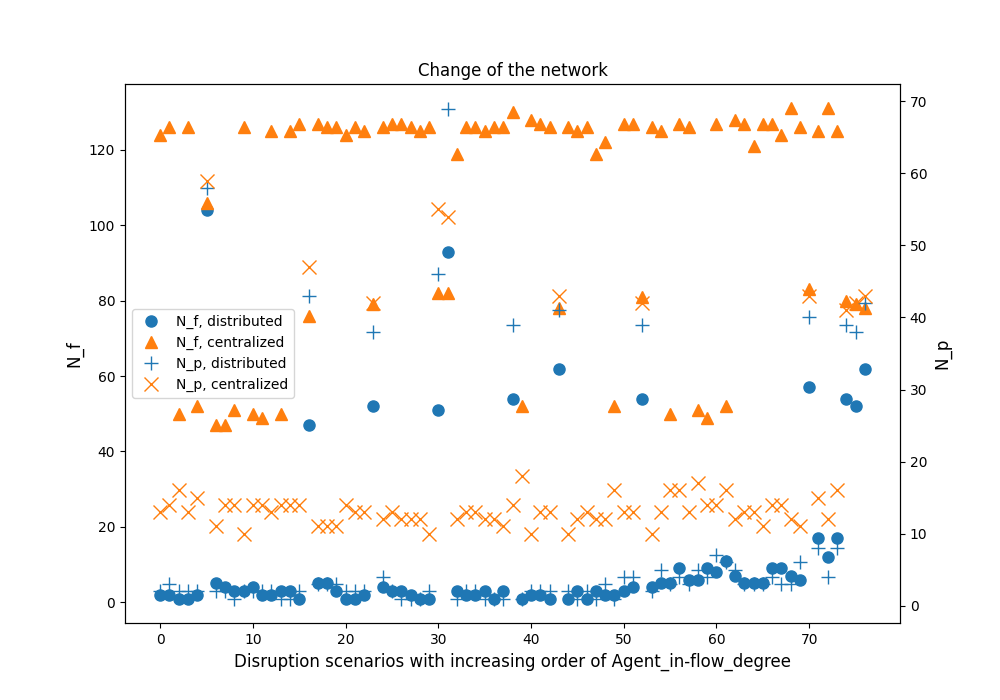 Change of the network
N_f
120
100
80
60
40
20
0
N_f, distributed
N_f, centralized
N_p, distributed
N_p, centralized
70
60
50
40
30
20
10
0
N_p
0 10 20 30 40 50 60 70
Disruption scenarios with increasing order of Agent_in-flow_degree